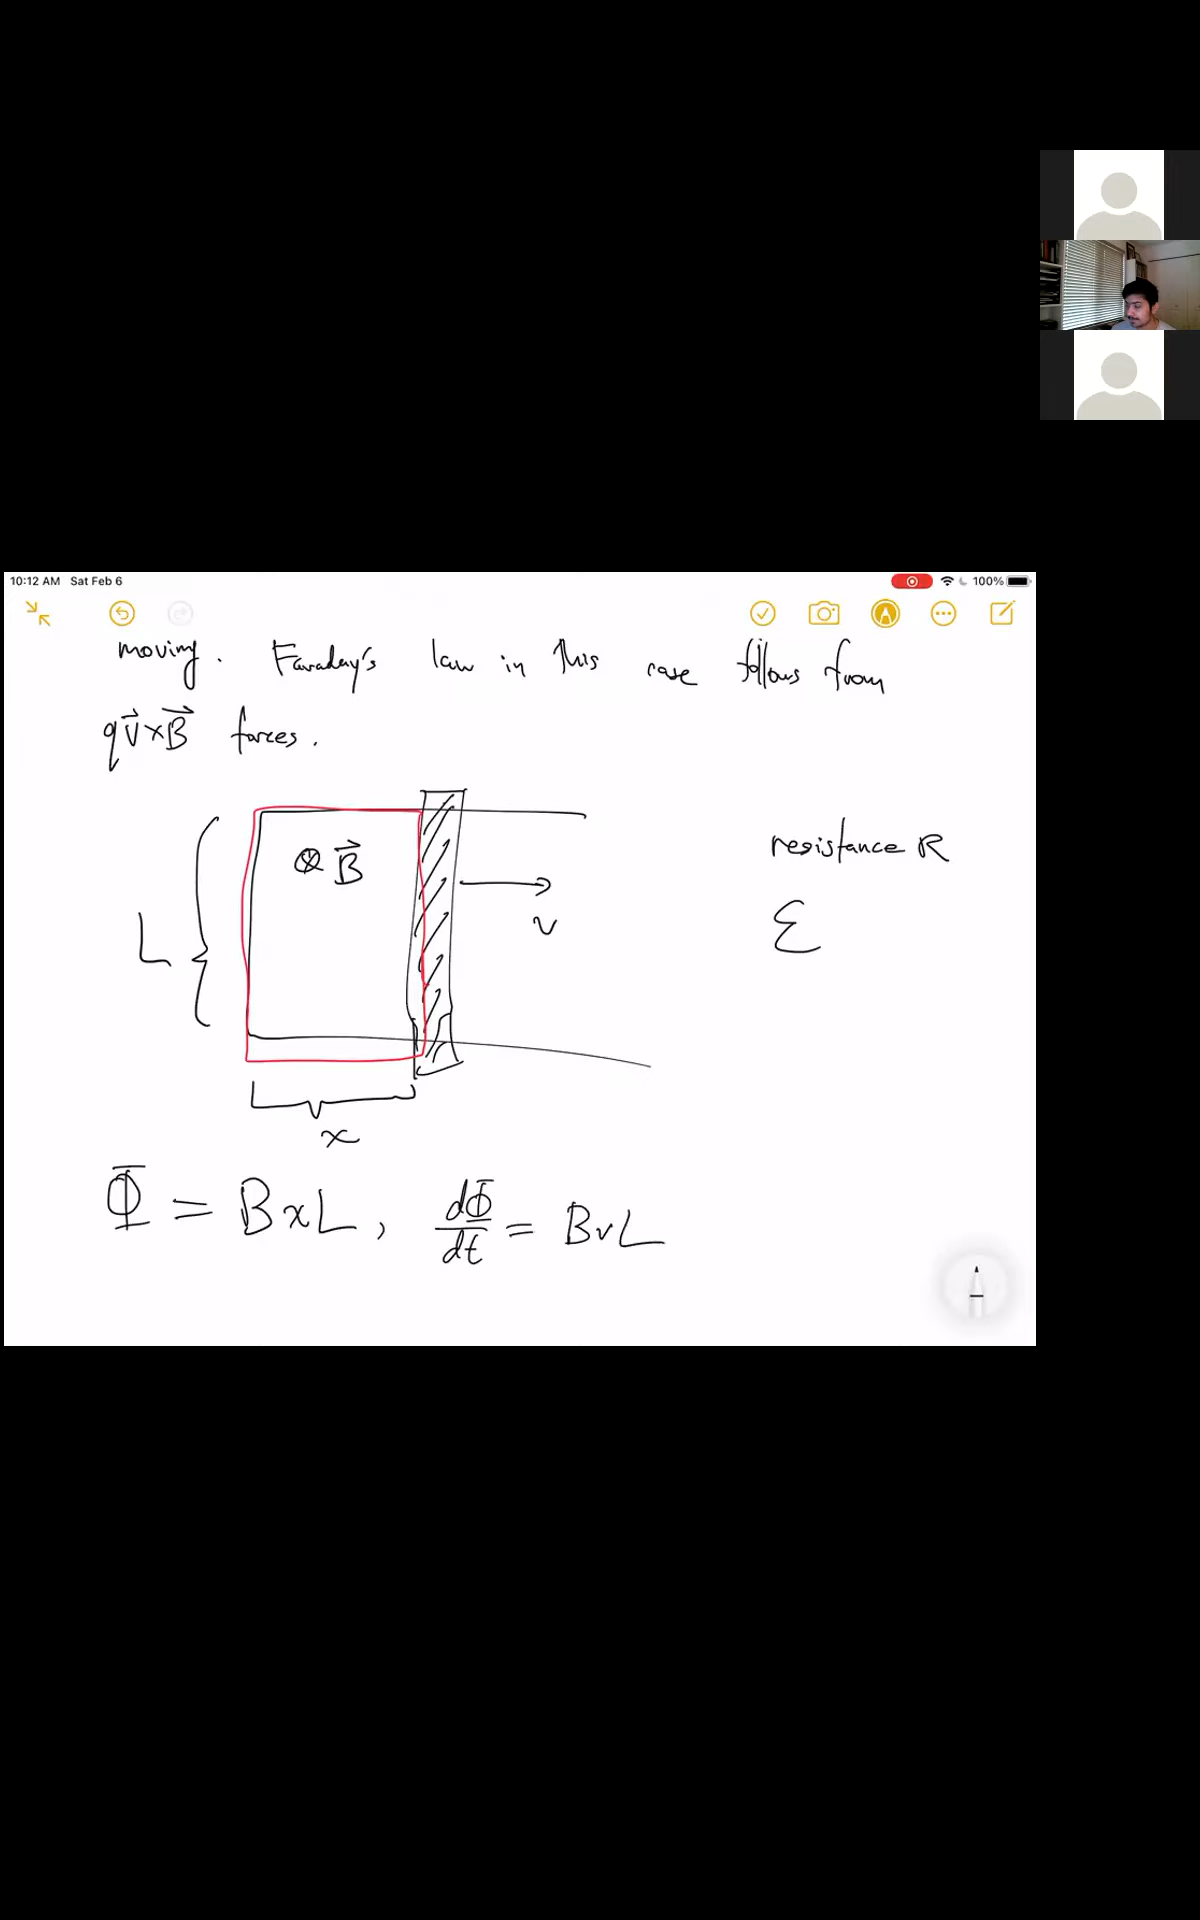 10:12 AM Sat Feb 6 100%
moving. Faraday's law in this case follows from
qv⃗×B⃗ forces.
⊗ B⃗
resistance R
L
v
ℰ
x
Φ = BxL, dΦ/dt = BvL